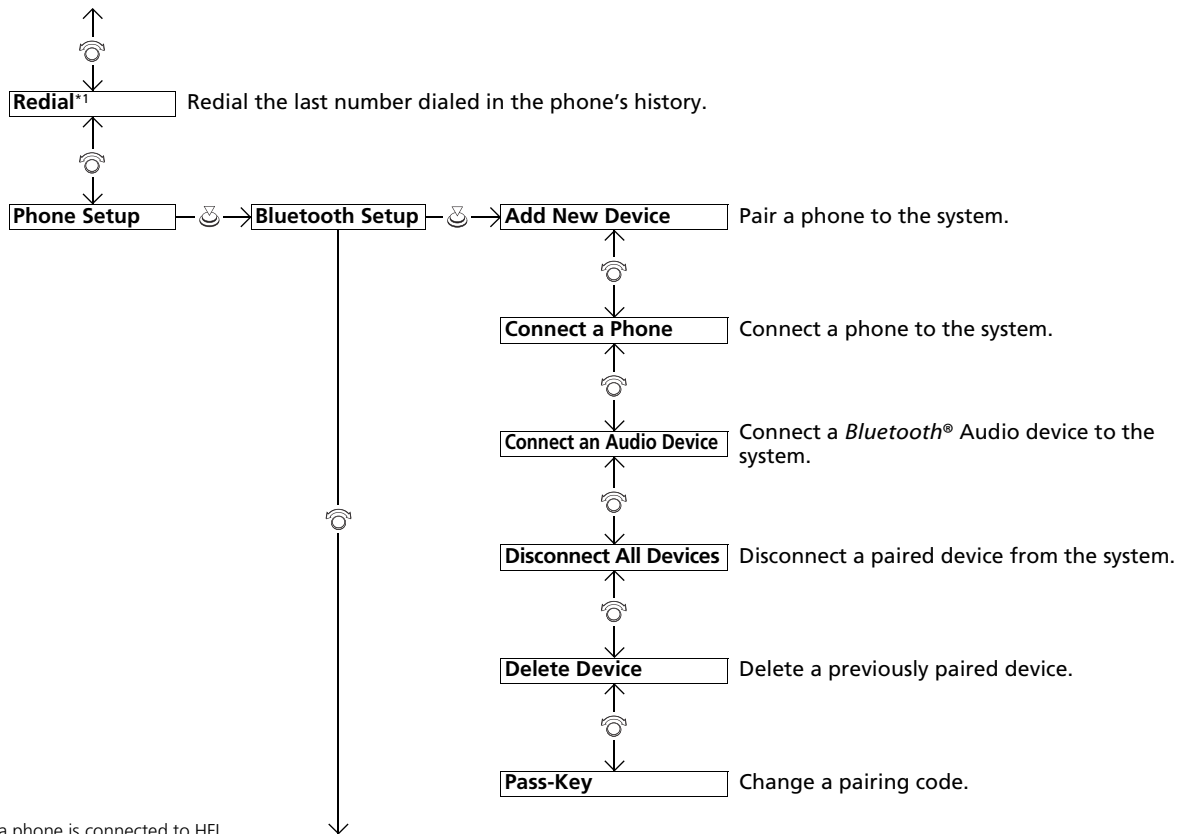 Redial*1 Redial the last number dialed in the phone's history.
Phone Setup Bluetooth Setup Add New Device Pair a phone to the system.
Connect a Phone Connect a phone to the system.
Connect an Audio Device Connect a Bluetooth® Audio device to the
system.
Disconnect All Devices Disconnect a paired device from the system.
Delete Device Delete a previously paired device.
Pass-Key Change a pairing code.
a phone is connected to HFL